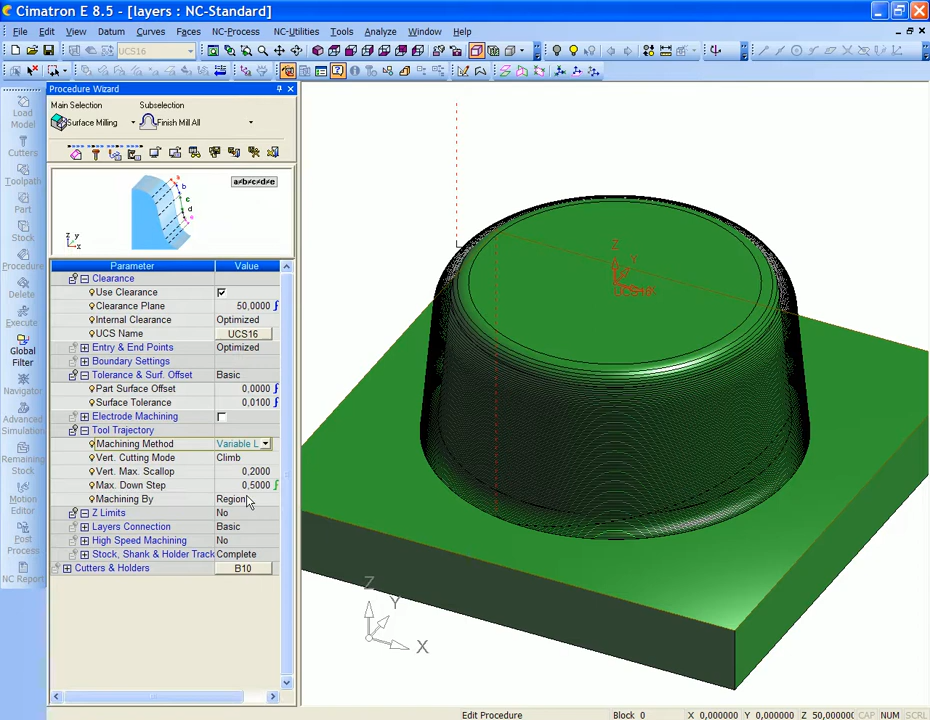 Cimatron E 8.5 - [layers : NC-Standard]
File Edit View Datum Curves Faces NC-Process NC-Utilities Tools Analyze Window Help
UCS16
Procedure Wizard
Main Selection Subselection
Surface Milling Finish Mill All
a≠b≠c≠d≠e
a
b
c
d
e
Z y
x
Load
Model
Cutters
Toolpath
Part
Stock
Procedure
Delete
Execute
Global
Filter
Navigator
Advanced
Simulation
Remaining
Stock
Motion
Editor
Post
Process
NC Report
Parameter Value
Clearance
Use Clearance
Clearance Plane 50,0000 f
Internal Clearance Optimized
UCS Name UCS16
Entry & End Points Optimized
Boundary Settings
Tolerance & Surf. Offset Basic
Part Surface Offset 0,0000 f
Surface Tolerance 0,0100 f
Electrode Machining
Tool Trajectory
Machining Method Variable L
Vert. Cutting Mode Climb
Vert. Max. Scallop 0,2000
Max. Down Step 0,5000 f
Machining By Region
Z Limits No
Layers Connection Basic
High Speed Machining No
Stock, Shank & Holder Track Complete
Cutters & Holders B10
Z
Z
Y
X
Edit Procedure Block 0 X 0,000000 Y 0,000000 Z 50,000000 CAP NUM SCRL